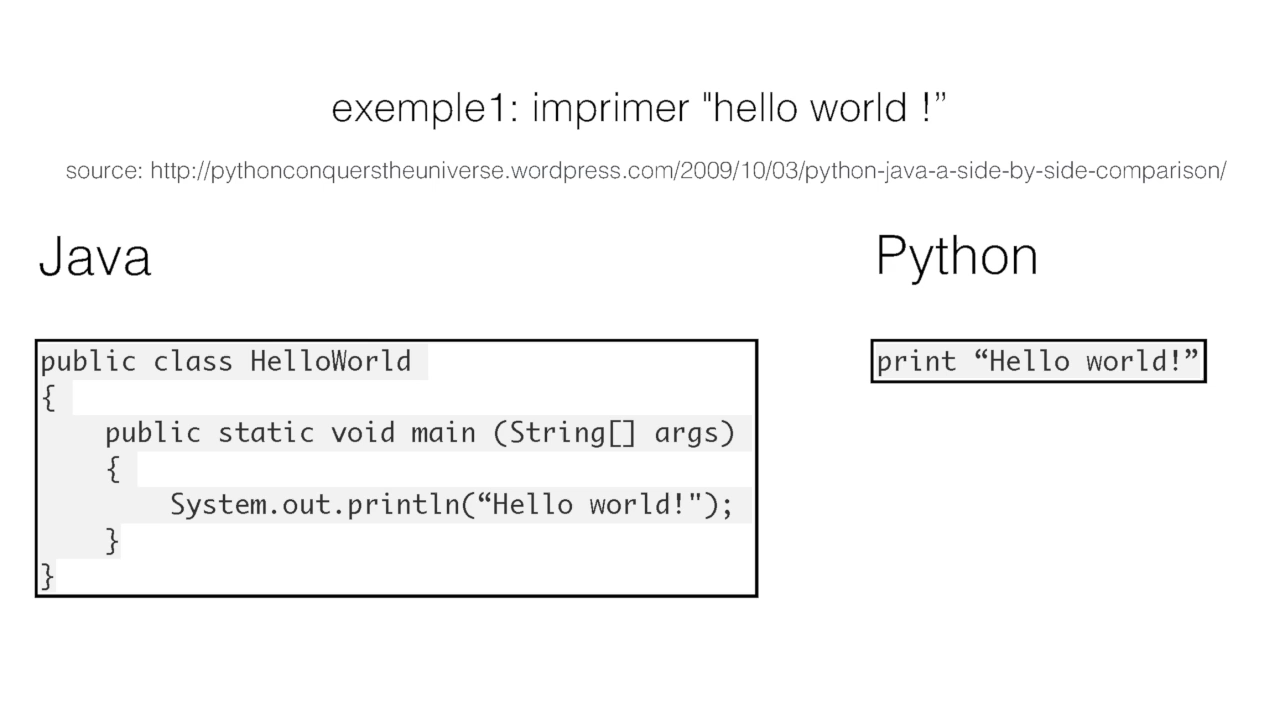 exemple1: imprimer "hello world !”
source: http://pythonconquerstheuniverse.wordpress.com/2009/10/03/python-java-a-side-by-side-comparison/
Java
public class HelloWorld
{
    public static void main (String[] args)
    {
        System.out.println(“Hello world!");
    }
}
Python
print “Hello world!”